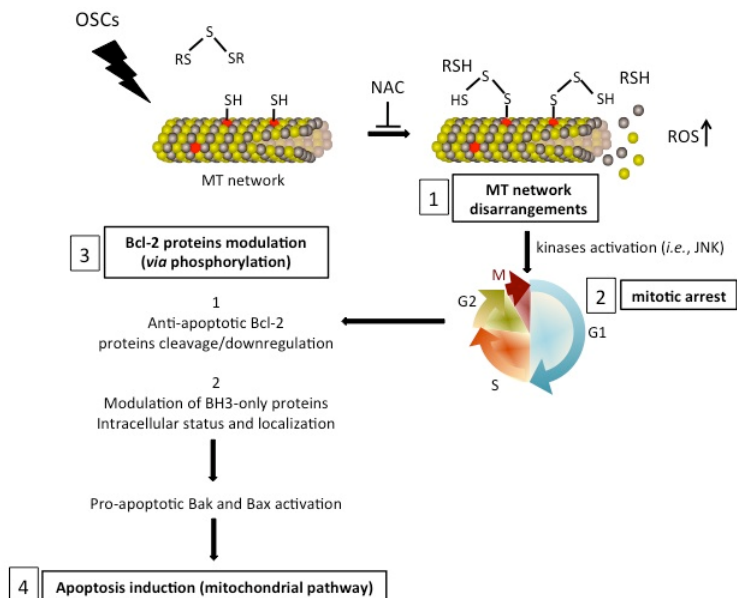 OSCs
S
RS
SR
SH
SH
MT network
NAC
RSH
S
S
RSH
HS
S
S
SH
ROS
1
MT network
disarrangements
kinases activation (i.e., JNK)
2
mitotic arrest
M
G2
G1
S
3
Bcl-2 proteins modulation
(via phosphorylation)
1
Anti-apoptotic Bcl-2
proteins cleavage/downregulation
2
Modulation of BH3-only proteins
Intracellular status and localization
Pro-apoptotic Bak and Bax activation
4
Apoptosis induction (mitochondrial pathway)